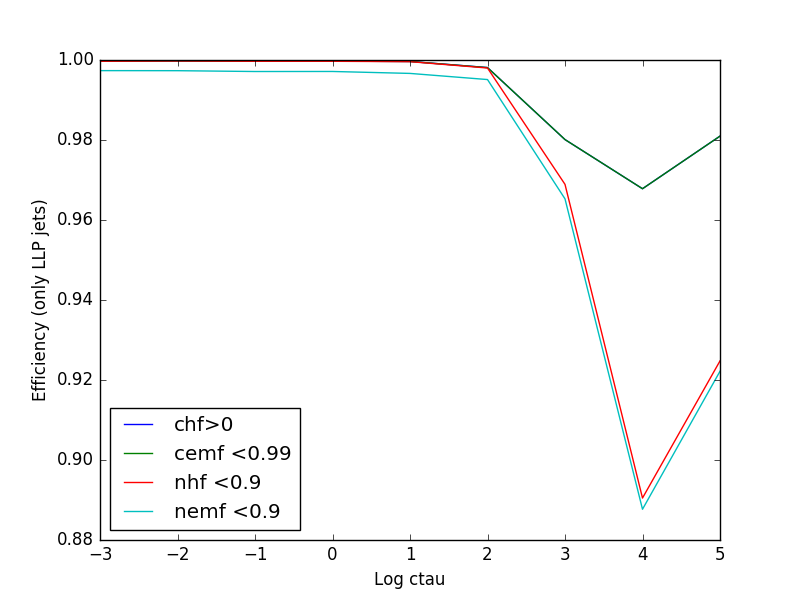 1.00
0.98
0.96
0.94
0.92
0.90
0.88
Efficiency (only LLP jets)
chf>0
cemf <0.99
nhf <0.9
nemf <0.9
−3 −2 −1 0 1 2 3 4 5
Log ctau